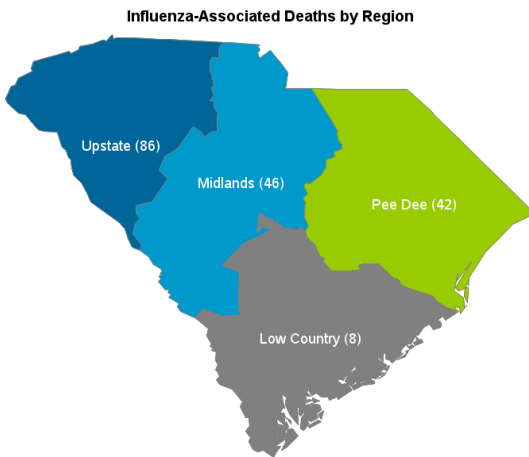 Influenza-Associated Deaths by Region
Upstate (86)
Midlands (46)
Pee Dee (42)
Low Country (8)